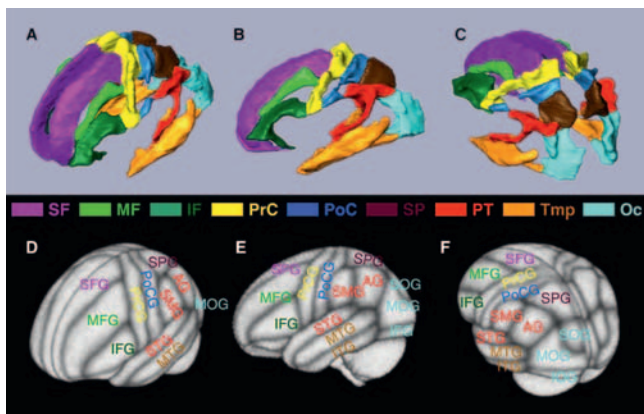 A B C
SF MF IF PrC PoC SP PT Tmp Oc
D E F
SFG
MFG
IFG
PrCG
PoCG
SPG
AG
SMG
MOG
STG
MTG
SFG
MFG
IFG
PrCG
PoCG
SPG
SMG
AG
SOG
MOG
IOG
STG
MTG
ITG
SFG
MFG
PrCG
IFG
PoCG
SPG
SMG
AG
STG
SOG
MTG
MOG
IOG